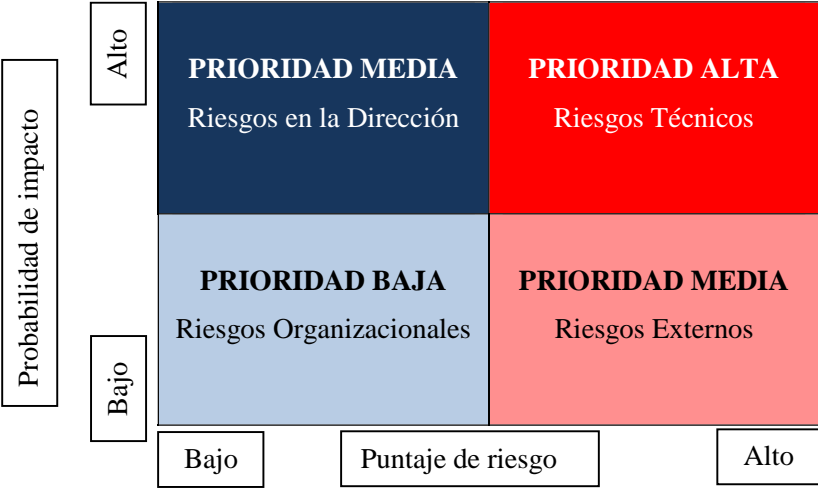 Alto
Probabilidad de impacto
Bajo
PRIORIDAD MEDIA
Riesgos en la Dirección
PRIORIDAD ALTA
Riesgos Técnicos
PRIORIDAD BAJA
Riesgos Organizacionales
PRIORIDAD MEDIA
Riesgos Externos
Bajo
Puntaje de riesgo
Alto